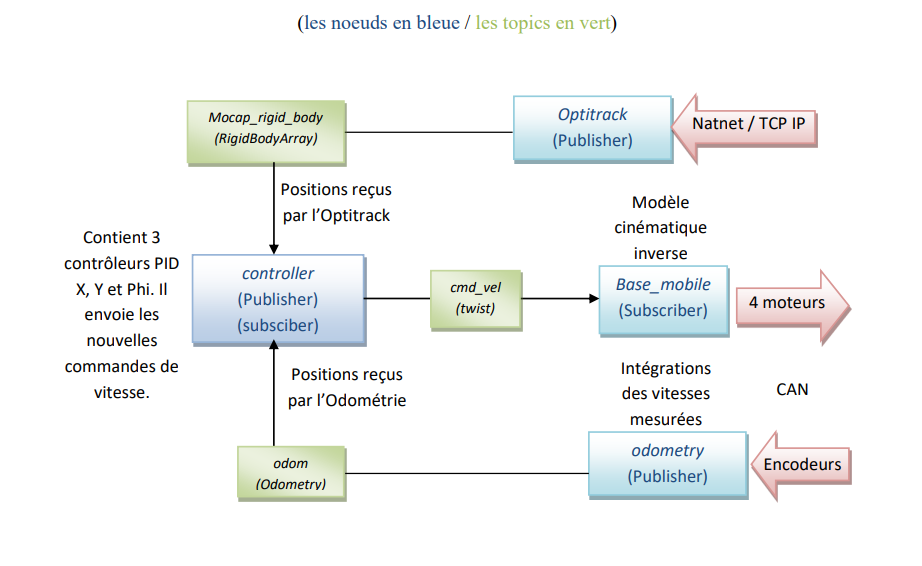 (les noeuds en bleue / les topics en vert)
Mocap_rigid_body
(RigidBodyArray)
Optitrack
(Publisher)
Natnet / TCP IP
Positions reçus
par l’Optitrack
Modèle
cinématique
inverse
Contient 3
contrôleurs PID
X, Y et Phi. Il
envoie les
nouvelles
commandes de
vitesse.
controller
(Publisher)
(subsciber)
cmd_vel
(twist)
Base_mobile
(Subscriber)
4 moteurs
Positions reçus
par l’Odométrie
Intégrations
des vitesses
mesurées
CAN
odom
(Odometry)
odometry
(Publisher)
Encodeurs